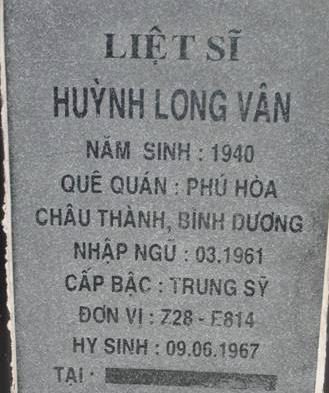 LIỆT SĨ
HUỲNH LONG VÂN
NĂM SINH : 1940
QUÊ QUÁN : PHÚ HÒA
CHÂU THÀNH, BÌNH DƯƠNG
NHẬP NGŨ : 03.1961
CẤP BẬC : TRUNG SỸ
ĐƠN VỊ : Z28 - E814
HY SINH : 09.06.1967
TẠI :